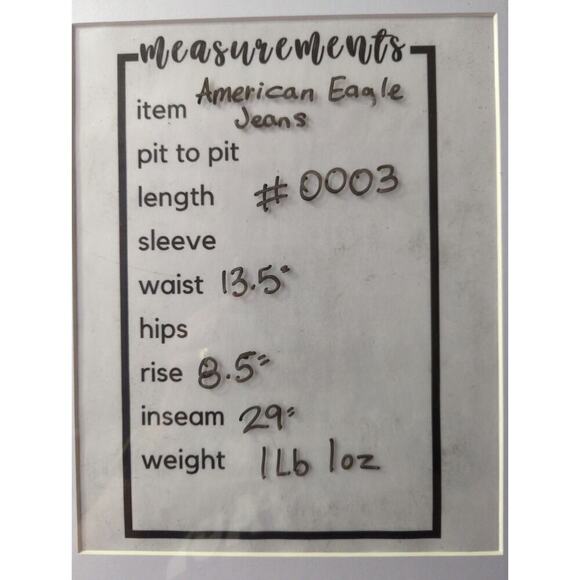 measurements
item American Eagle
Jeans
pit to pit
length #0003
sleeve
waist 13.5"
hips
rise 8.5"
inseam 29"
weight 1Lb 1oz